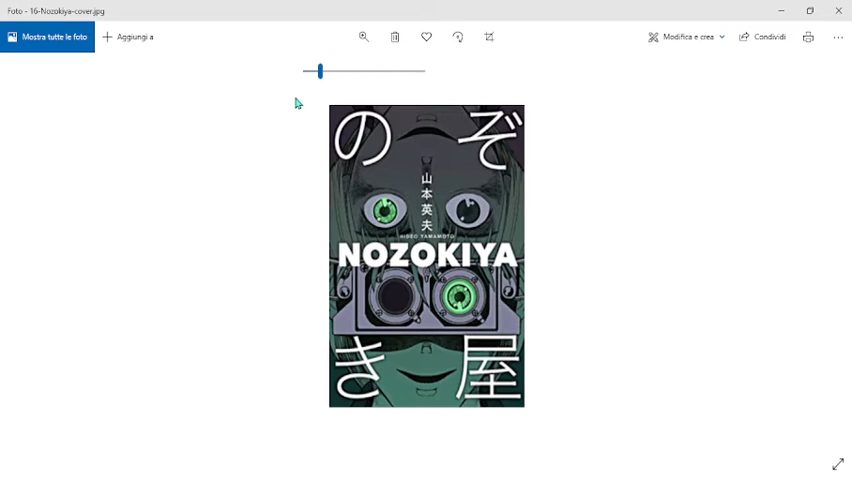 Foto - 16-Nozokiya-cover.jpg
Mostra tutte le foto
Aggiungi a
Modifica e crea
Condividi
のぞ
山本英夫
HIDEO YAMAMOTO
NOZOKIYA
き屋